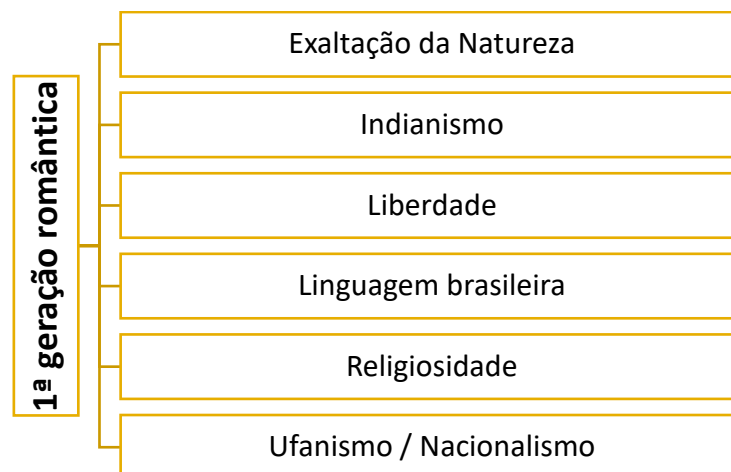 1ª geração romântica
Exaltação da Natureza
Indianismo
Liberdade
Linguagem brasileira
Religiosidade
Ufanismo / Nacionalismo